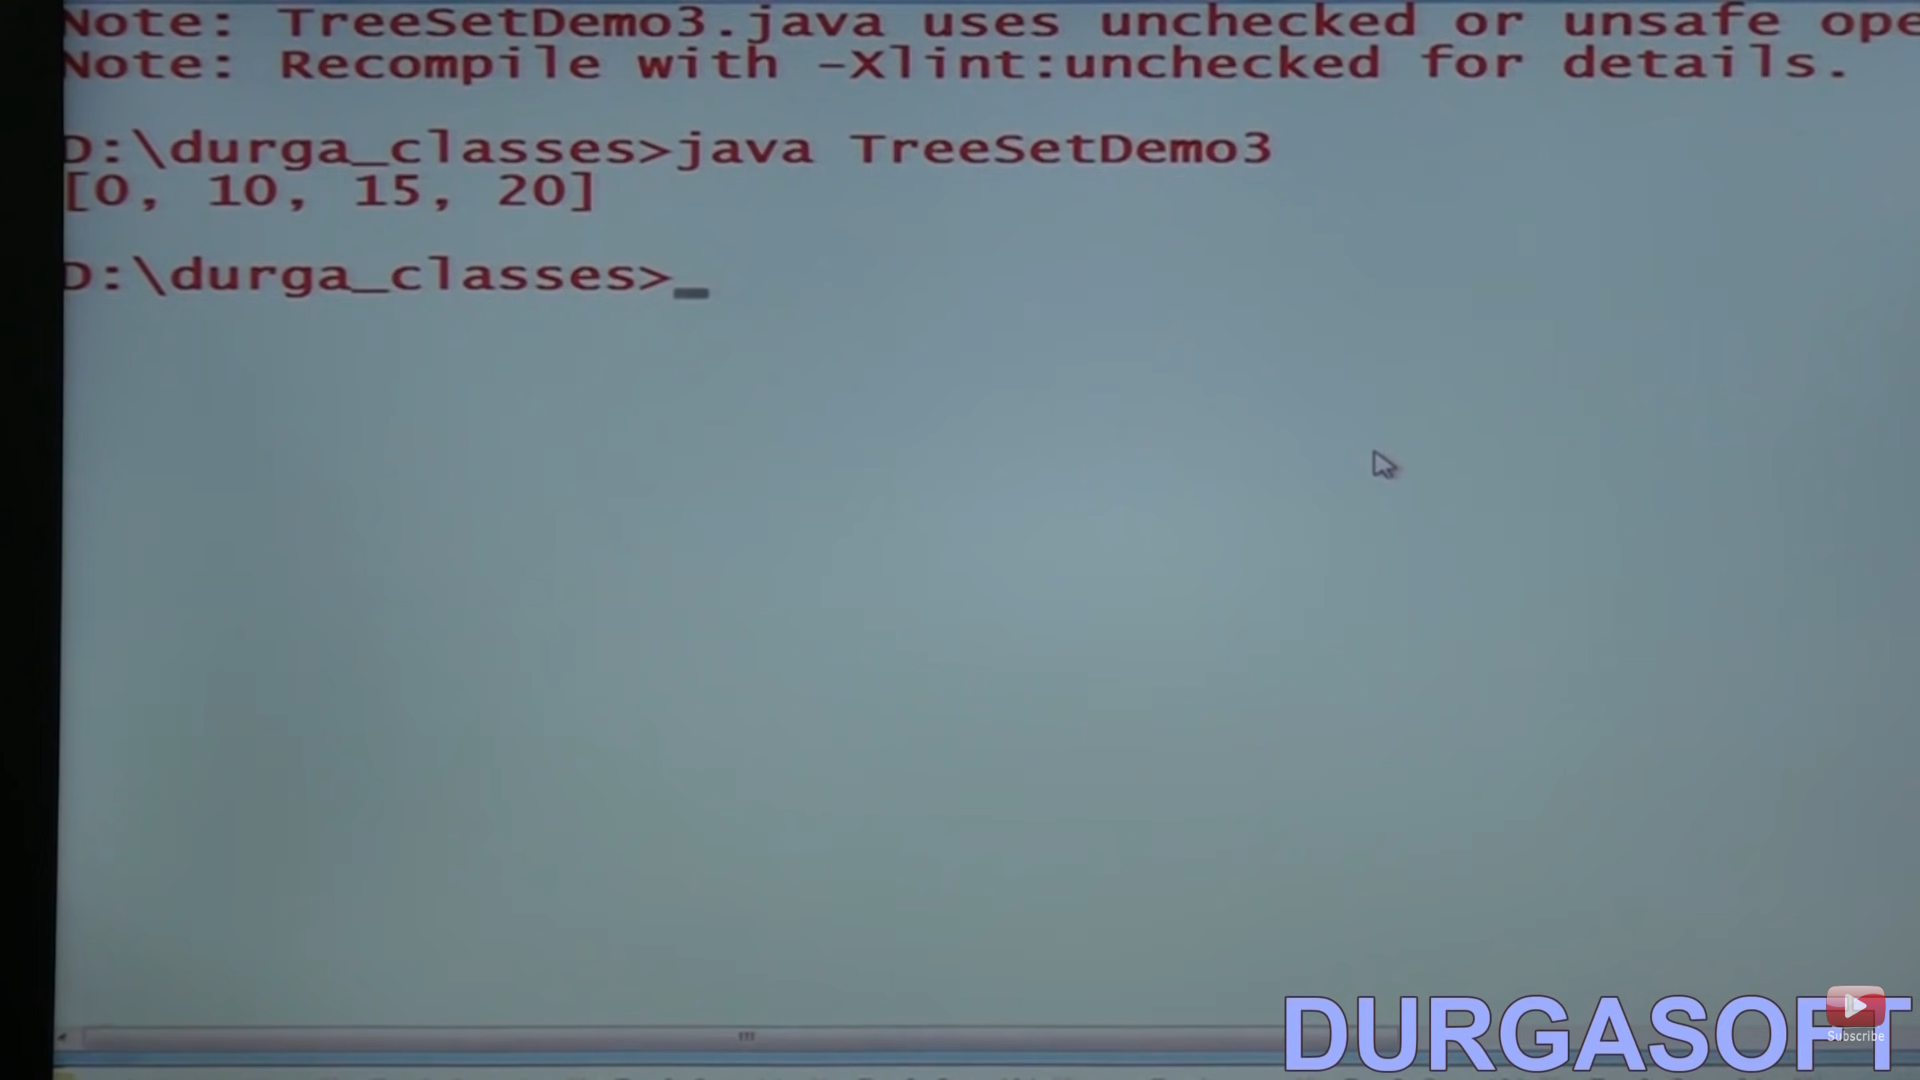 Note: TreeSetDemo3.java uses unchecked or unsafe ope
Note: Recompile with -Xlint:unchecked for details.
D:\durga_classes>java TreeSetDemo3
[0, 10, 15, 20]
D:\durga_classes>_
DURGASOFT
Subscribe